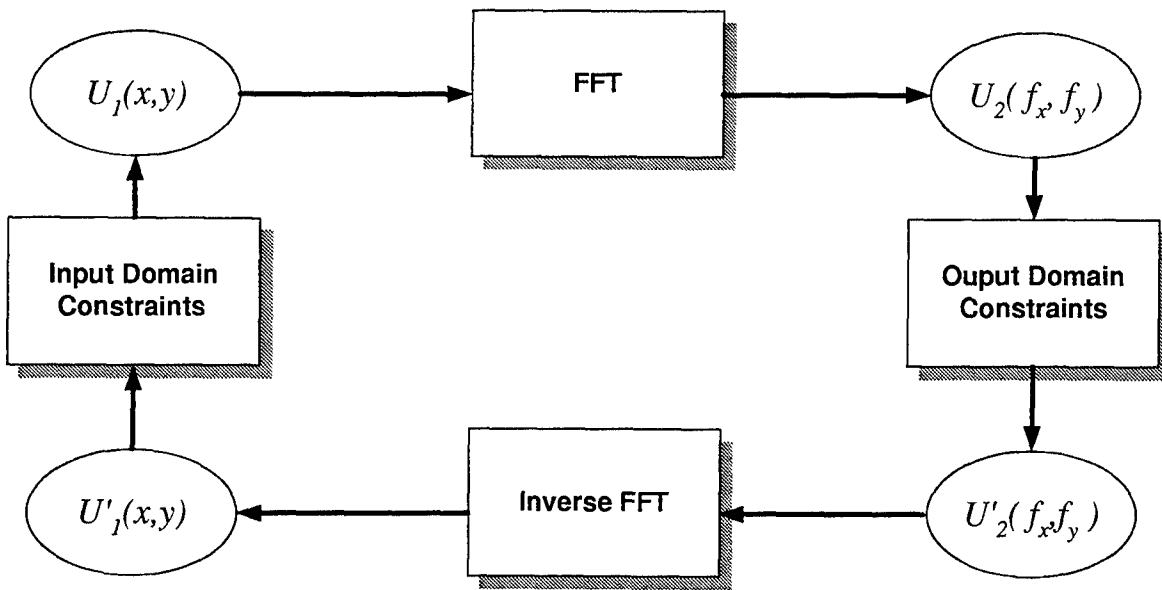 U1(x,y)
FFT
U2(fx, fy)
Input Domain
Constraints
Ouput Domain
Constraints
U'1(x,y)
Inverse FFT
U'2(fx,fy)